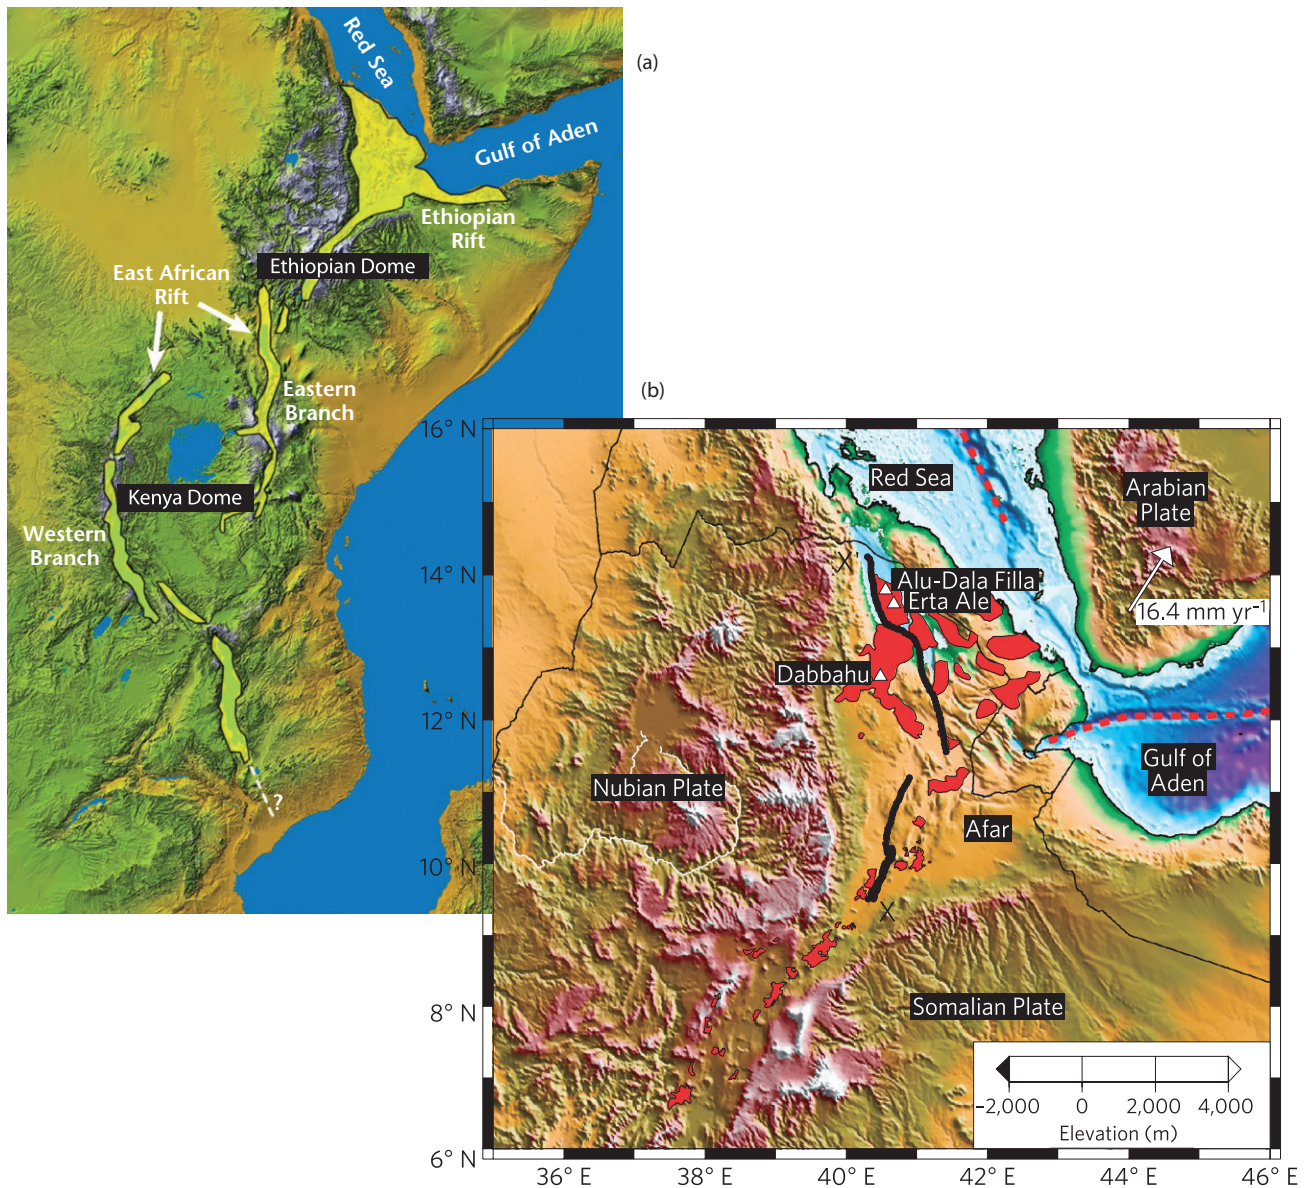 (a)
Red Sea
Gulf of Aden
Ethiopian
Rift
Ethiopian Dome
East African
Rift
Eastern
Branch
Kenya Dome
Western
Branch
?
(b)
16° N
14° N
12° N
10° N
8° N
6° N
Red Sea
Arabian
Plate
X'
Alu-Dala Filla
Erta Ale
16.4 mm yr-1
Dabbahu
Gulf of
Aden
Nubian Plate
Afar
X
Somalian Plate
–2,000 0 2,000 4,000
Elevation (m)
36° E 38° E 40° E 42° E 44° E 46° E